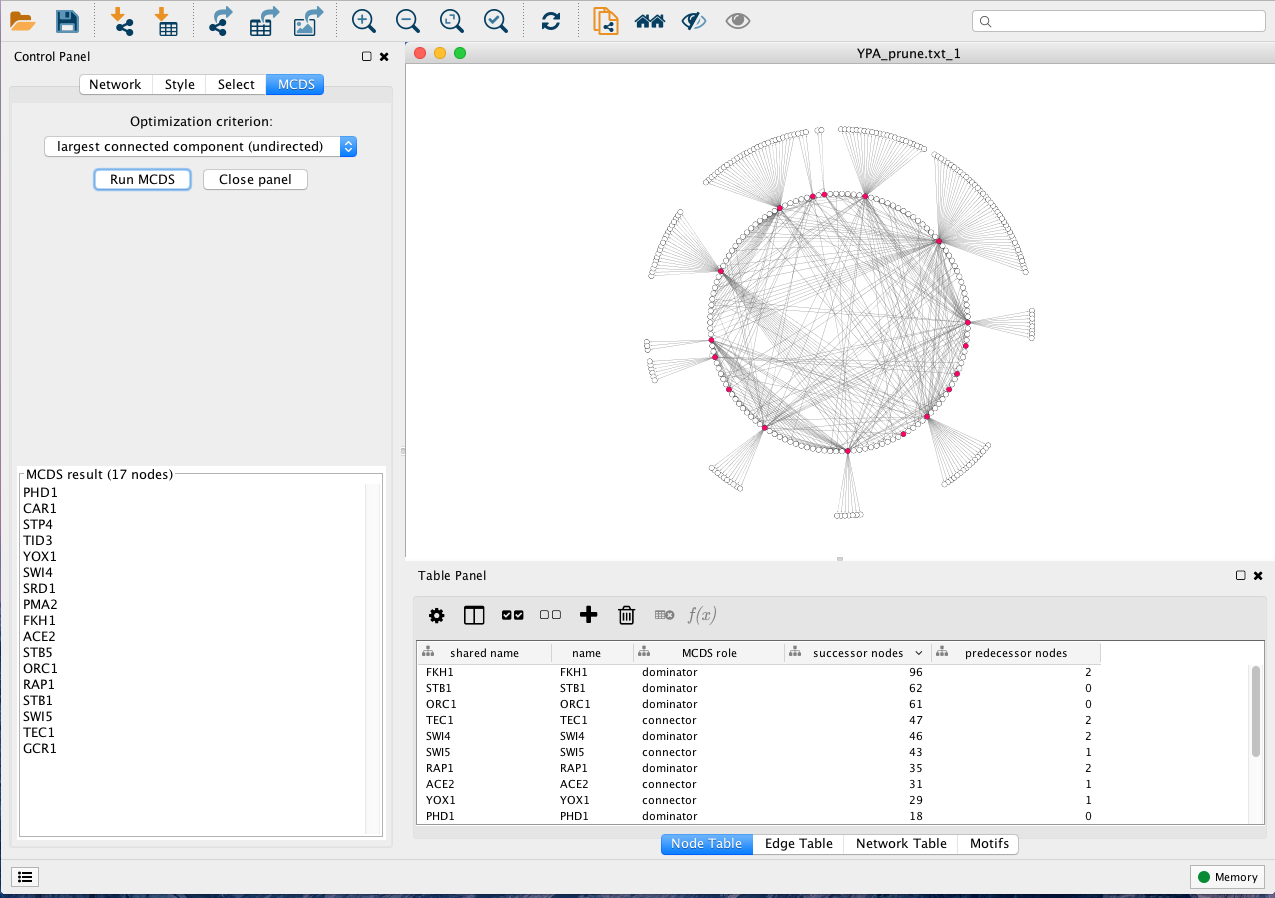 Control Panel
YPA_prune.txt_1
Network Style Select MCDS
Optimization criterion:
largest connected component (undirected)
Run MCDS Close panel
MCDS result (17 nodes)
PHD1
CAR1
STP4
TID3
YOX1
SWI4
SRD1
PMA2
FKH1
ACE2
STB5
ORC1
RAP1
STB1
SWI5
TEC1
GCR1
Table Panel
f(x)
shared name name MCDS role successor nodes predecessor nodes
FKH1 FKH1 dominator 96 2
STB1 STB1 dominator 62 0
ORC1 ORC1 dominator 61 0
TEC1 TEC1 connector 47 2
SWI4 SWI4 dominator 46 2
SWI5 SWI5 connector 43 1
RAP1 RAP1 dominator 35 2
ACE2 ACE2 connector 31 1
YOX1 YOX1 connector 29 1
PHD1 PHD1 dominator 18 0
Node Table Edge Table Network Table Motifs
Memory